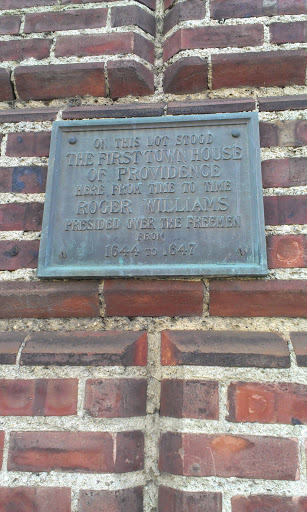 ON THIS LOT STOOD
THE FIRST TOWN HOUSE
OF PROVIDENCE
HERE FROM TIME TO TIME
ROGER WILLIAMS
PRESIDED OVER THE FREEMEN
FROM
1644 TO 1647